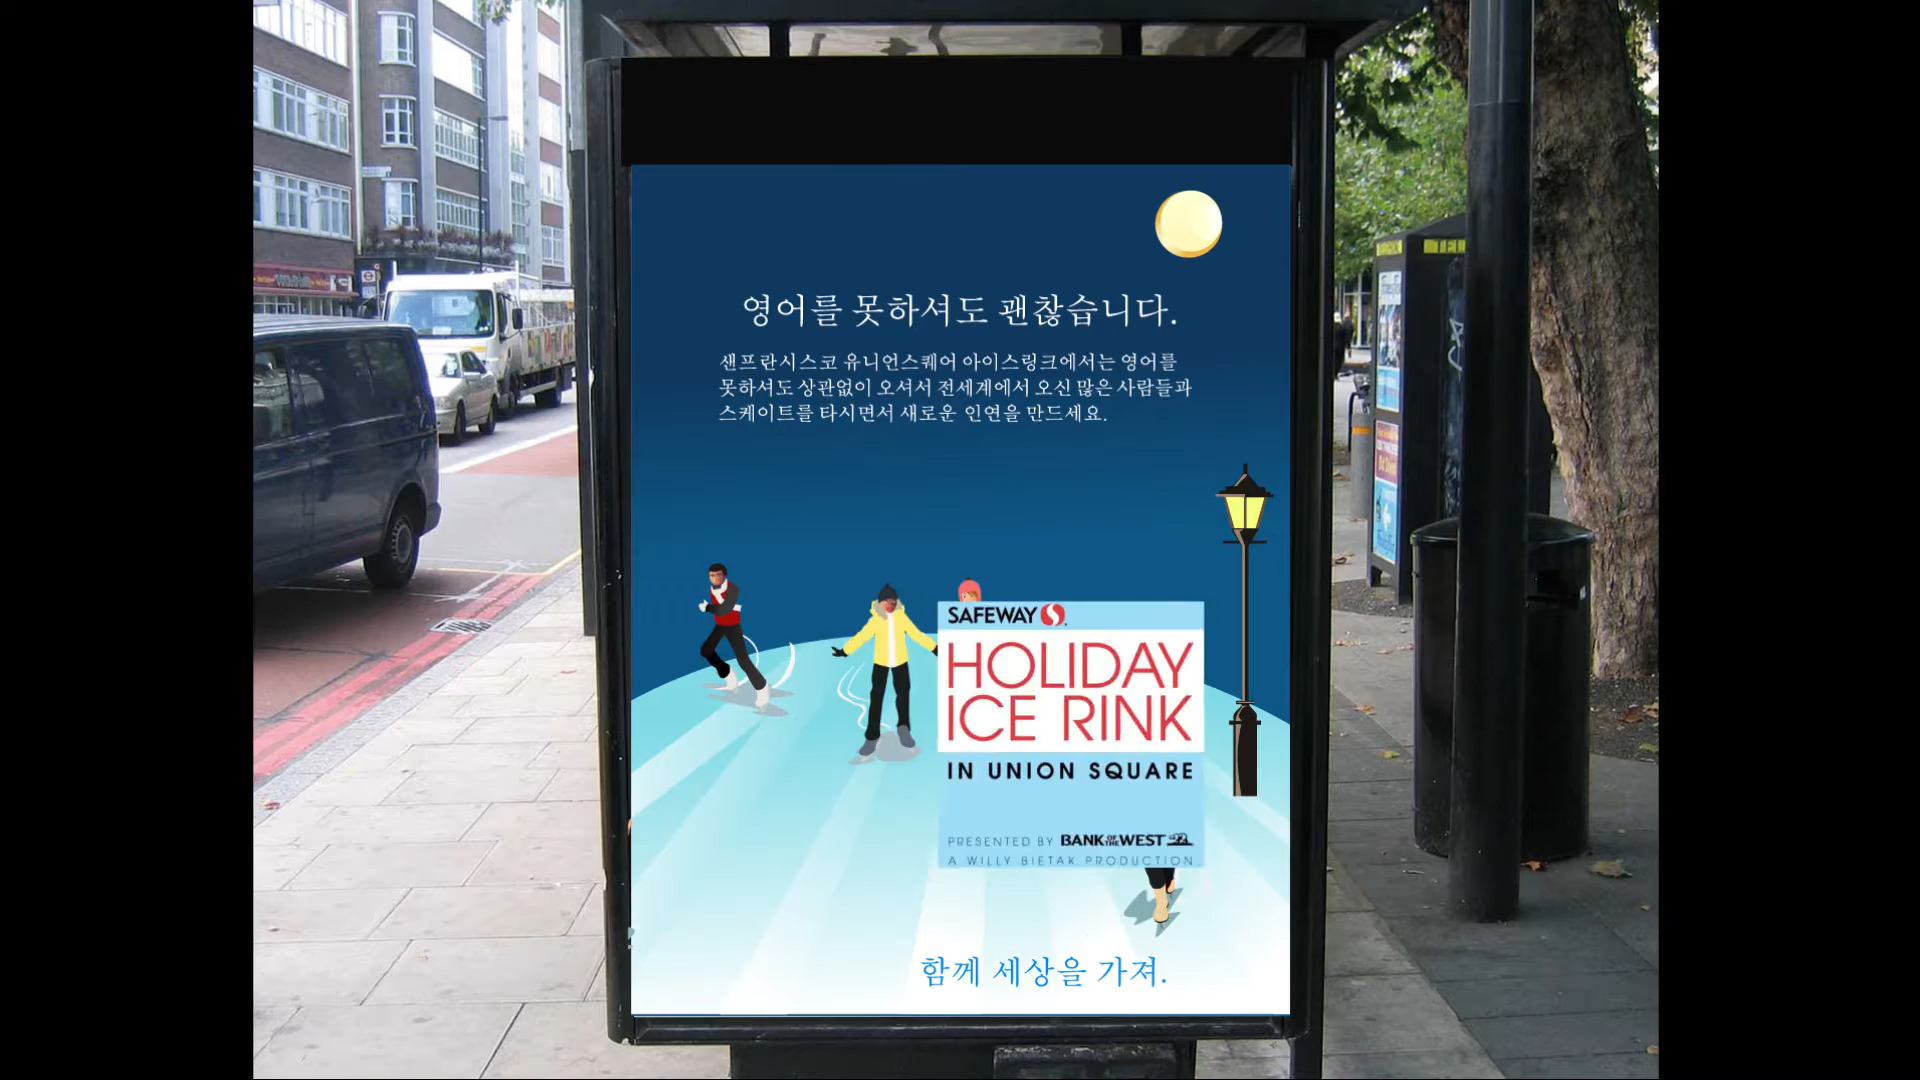 영어를 못하셔도 괜찮습니다.
샌프란시스코 유니언스퀘어 아이스링크에서는 영어를
못하셔도 상관없이 오셔서 전세계에서 오신 많은 사람들과
스케이트를 타시면서 새로운 인연을 만드세요.
SAFEWAY
HOLIDAY
ICE RINK
IN UNION SQUARE
PRESENTED BY BANK OF THE WEST
A WILLY BIETAK PRODUCTION
함께 세상을 가져.
TEL